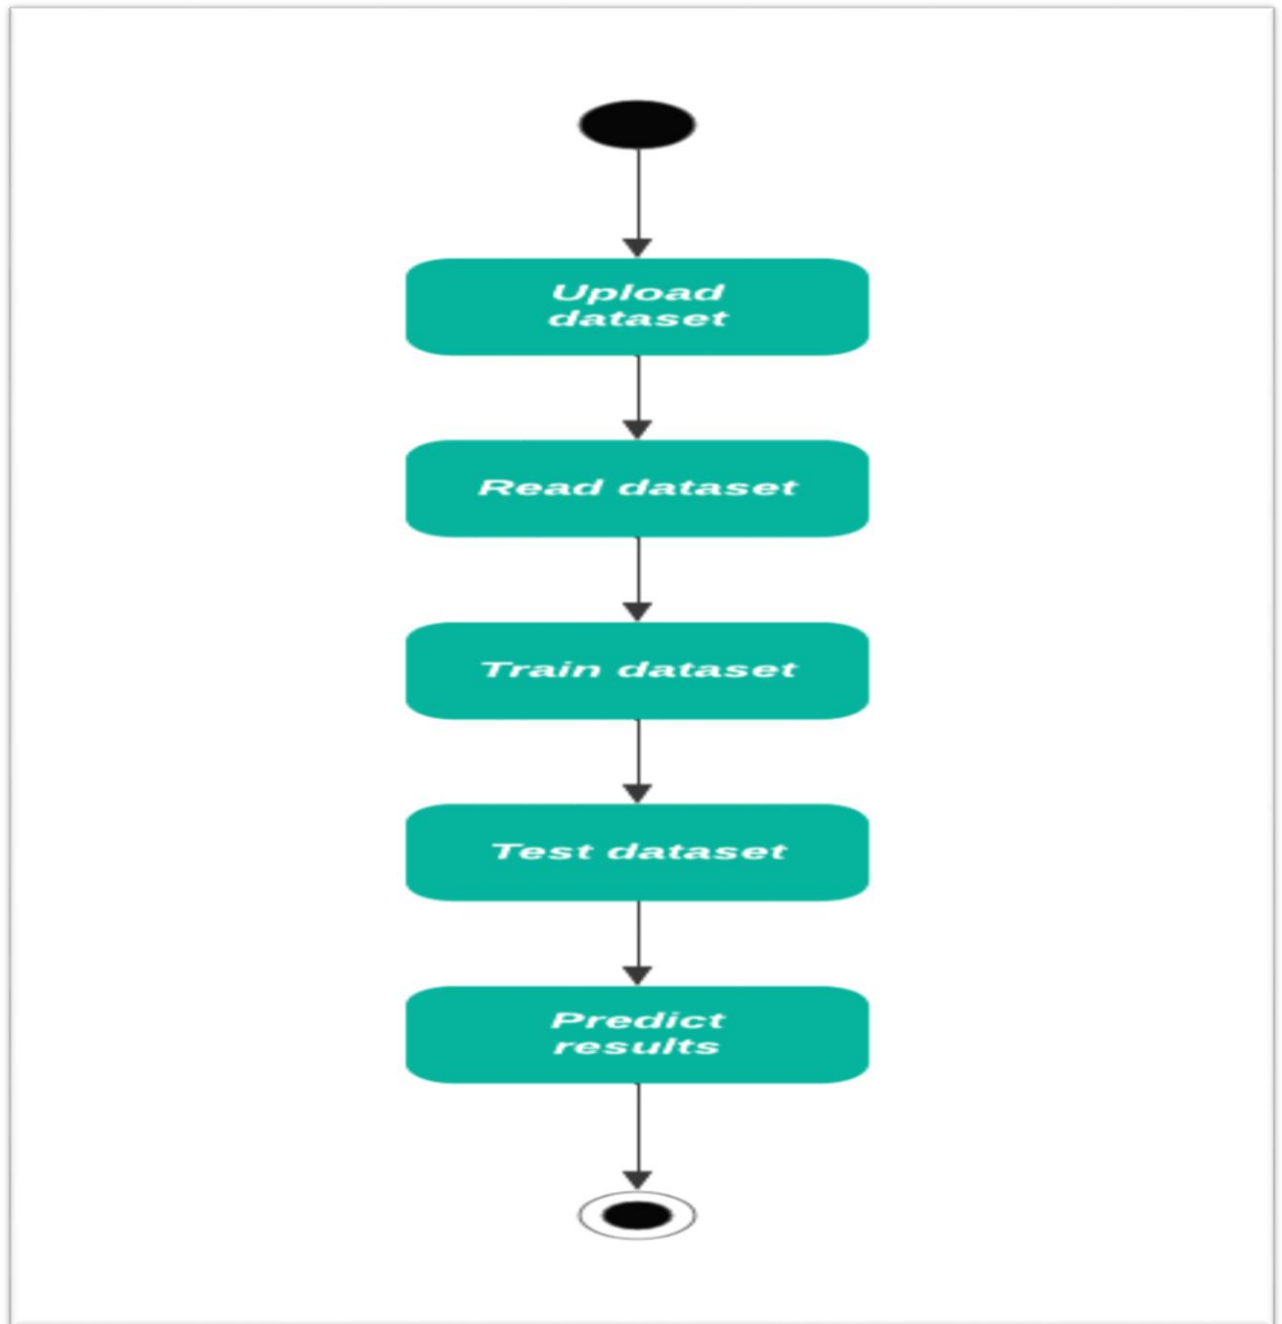 Upload
dataset
Read dataset
Train dataset
Test dataset
Predict
results